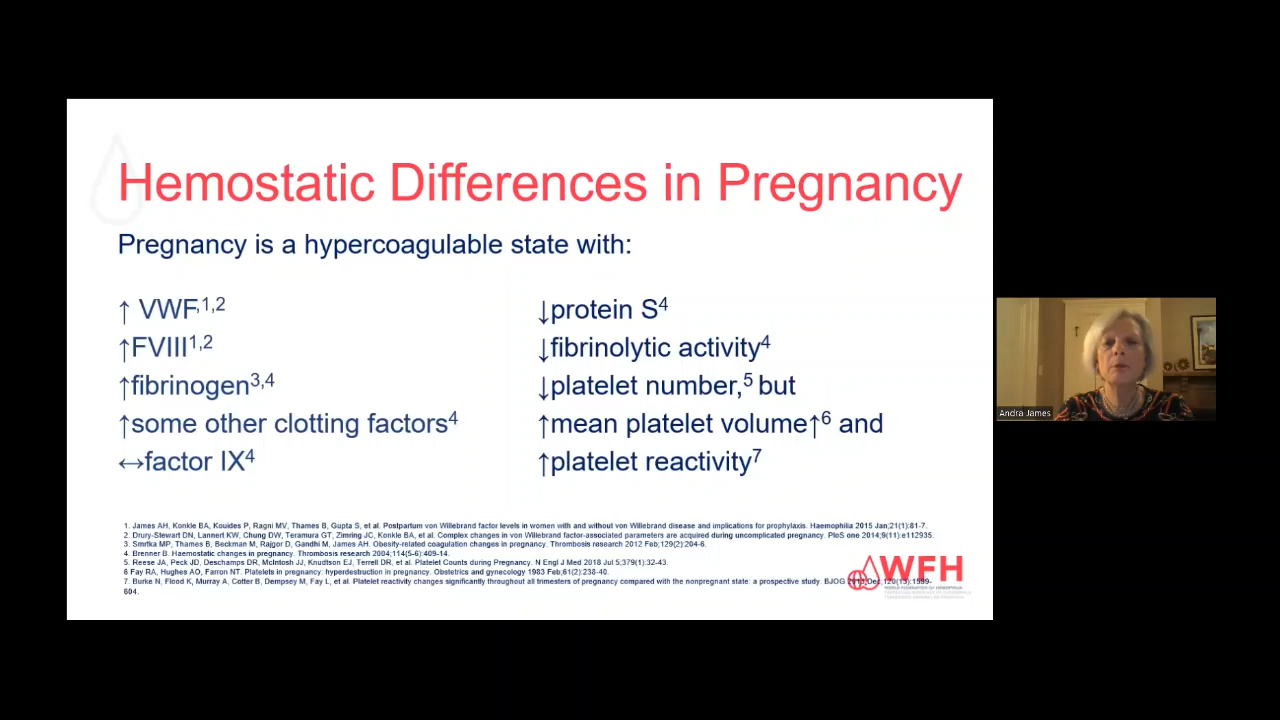 Hemostatic Differences in Pregnancy
Pregnancy is a hypercoagulable state with:
↑ VWF,1,2
↑FVIII1,2
↑fibrinogen3,4
↑some other clotting factors4
↔factor IX4
↓protein S4
↓fibrinolytic activity4
↓platelet number,5 but
↑mean platelet volume↑6 and
↑platelet reactivity7
Andra James
1. James AH, Konkle BA, Kouides P, Ragni MV, Thames B, Gupta S, et al. Postpartum von Willebrand factor levels in women with and without von Willebrand disease and implications for prophylaxis. Haemophilia 2015 Jan;21(1):81-7.
2. Drury-Stewart DN, Lannert KW, Chung DW, Teramura GT, Zimring JC, Konkle BA, et al. Complex changes in von Willebrand factor-associated parameters are acquired during uncomplicated pregnancy. PloS one 2014;9(11):e112935.
3. Smrtka MP, Thames B, Beckman M, Rajgor D, Gandhi M, James AH. Obesity-related coagulation changes in pregnancy. Thrombosis research 2012 Feb;129(2):204-6.
4. Brenner B. Haemostatic changes in pregnancy. Thrombosis research 2004;114(5-6):409-14.
5. Reese JA, Peck JD, Deschamps DR, McIntosh JJ, Knudtson EJ, Terrell DR, et al. Platelet Counts during Pregnancy. N Engl J Med 2018 Jul 5;379(1):32-43.
6 Fay RA, Hughes AO, Farron NT. Platelets in pregnancy: hyperdestruction in pregnancy. Obstetrics and gynecology 1983 Feb;61(2):238-40.
7. Burke N, Flood K, Murray A, Cotter B, Dempsey M, Fay L, et al. Platelet reactivity changes significantly throughout all trimesters of pregnancy compared with the nonpregnant state: a prospective study. BJOG Dec;120(13):1599-
604.
WFH
WORLD FEDERATION OF HEMOPHILIA